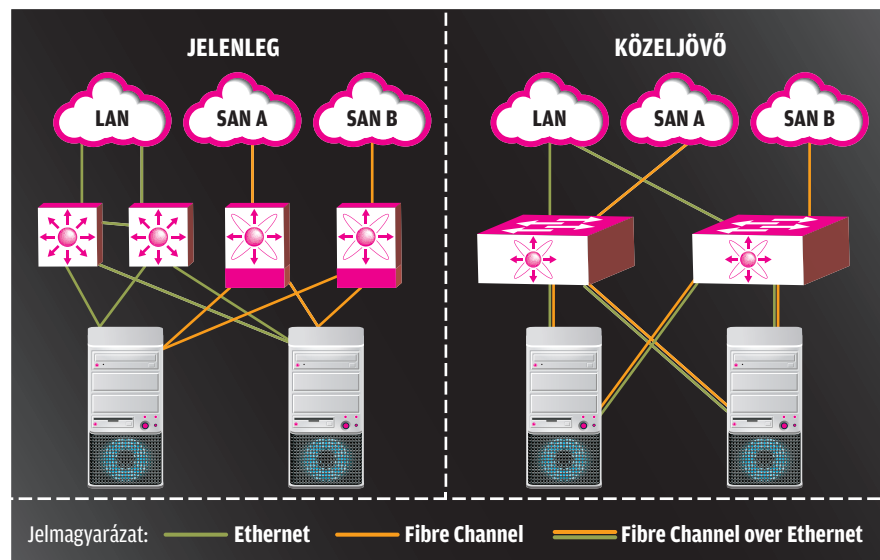 JELENLEG
KÖZELJÖVŐ
LAN
SAN A
SAN B
LAN
SAN A
SAN B
Jelmagyarázat: Ethernet Fibre Channel Fibre Channel over Ethernet